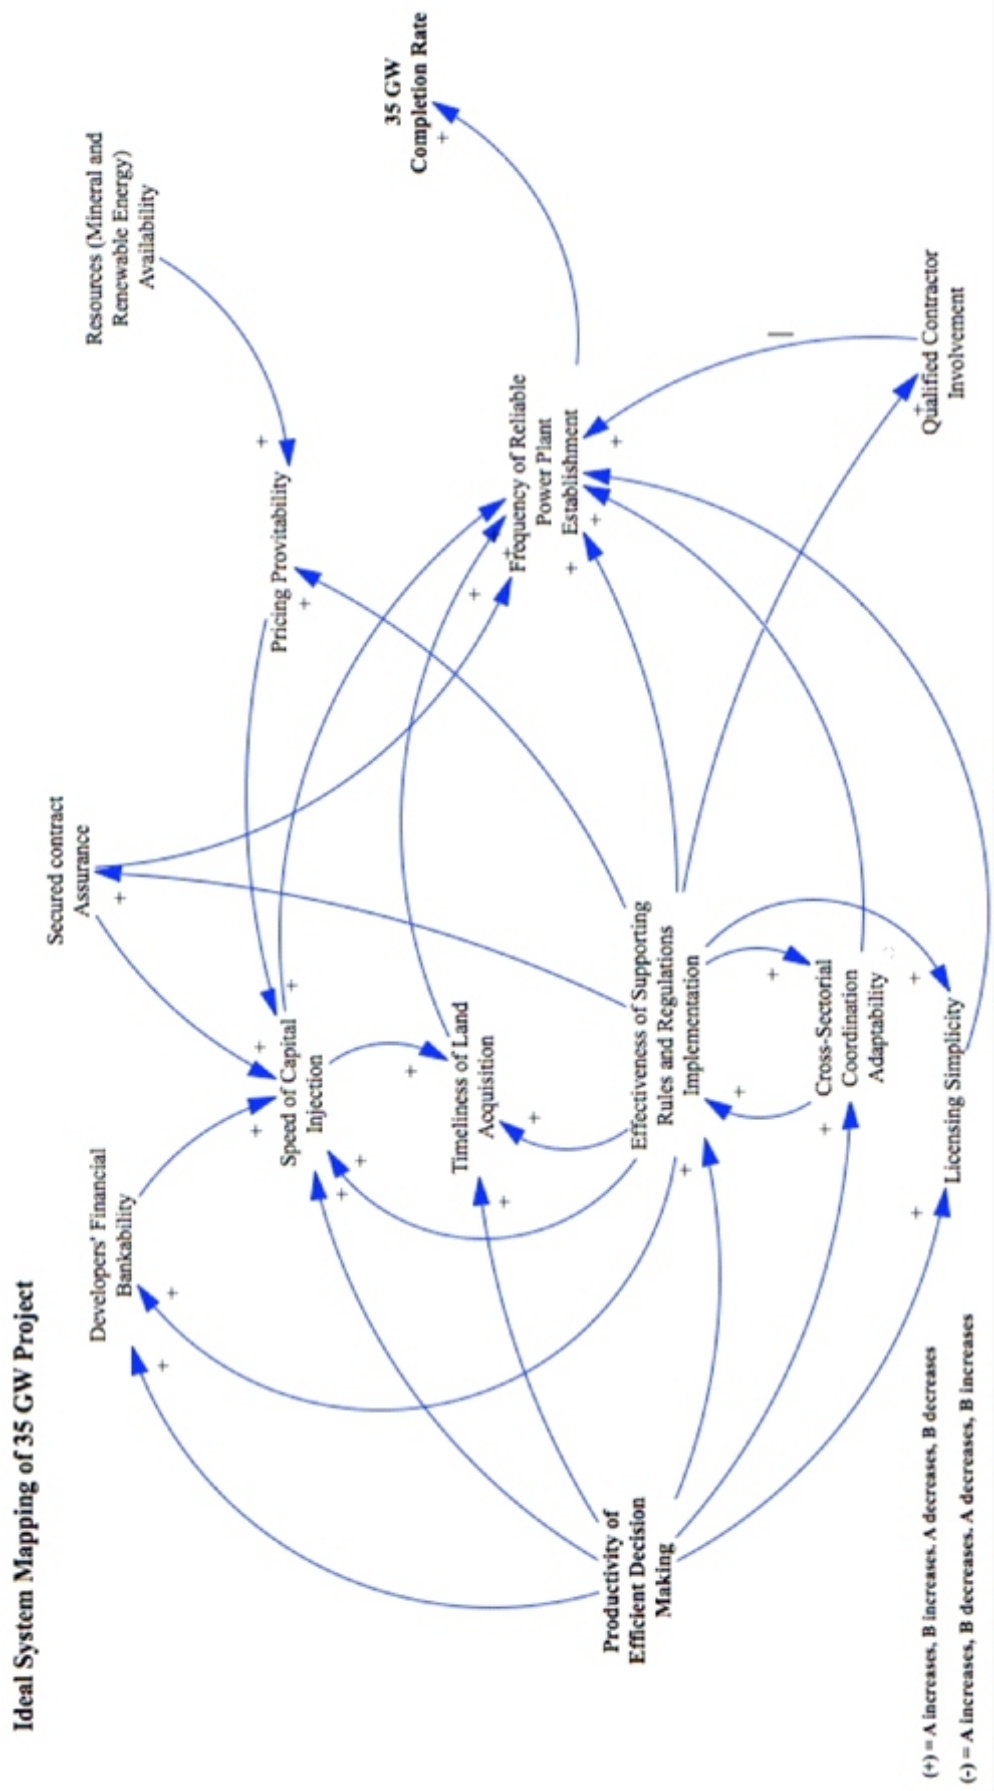 Ideal System Mapping of 35 GW Project
Developers' Financial
Bankability
Secured contract
Assurance
Resources (Mineral and
Renewable Energy)
Availability
Speed of Capital
Injection
Pricing Provitability
35 GW
Completion Rate
Timeliness of Land
Acquisition
Frequency of Reliable
Power Plant
Establishment
Productivity of
Efficient Decision
Making
Effectiveness of Supporting
Rules and Regulations
Implementation
Cross-Sectorial
Coordination
Adaptability
Licensing Simplicity
Qualified Contractor
Involvement
(+) = A increases, B increases. A decreases, B decreases
(-) = A increases, B decreases. A decreases, B increases